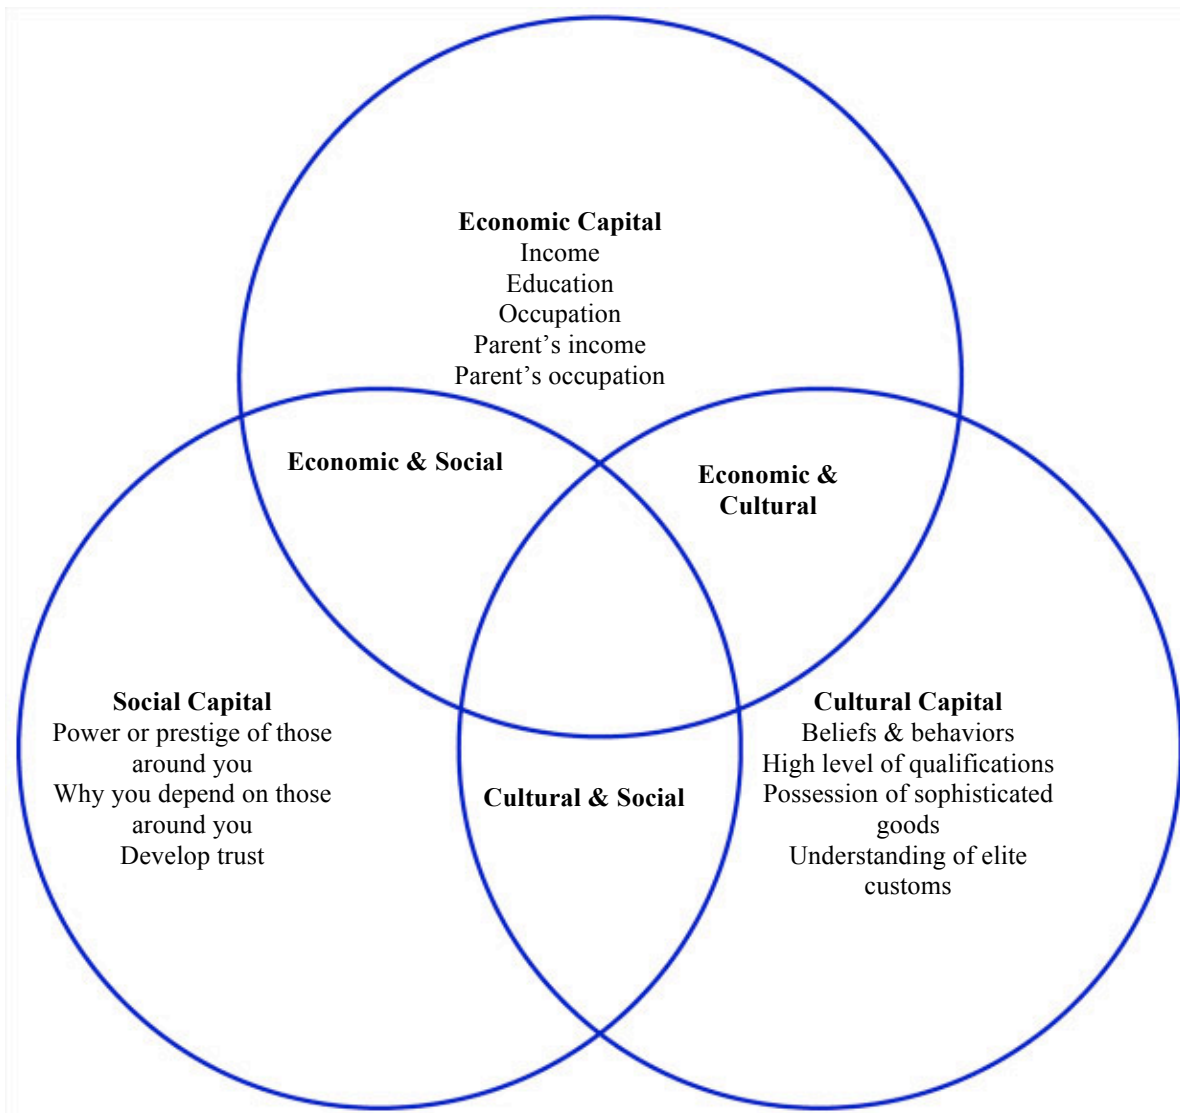 Economic Capital
Income
Education
Occupation
Parent’s income
Parent’s occupation
Economic & Social
Economic &
Cultural
Social Capital
Power or prestige of those
around you
Why you depend on those
around you
Develop trust
Cultural & Social
Cultural Capital
Beliefs & behaviors
High level of qualifications
Possession of sophisticated
goods
Understanding of elite
customs